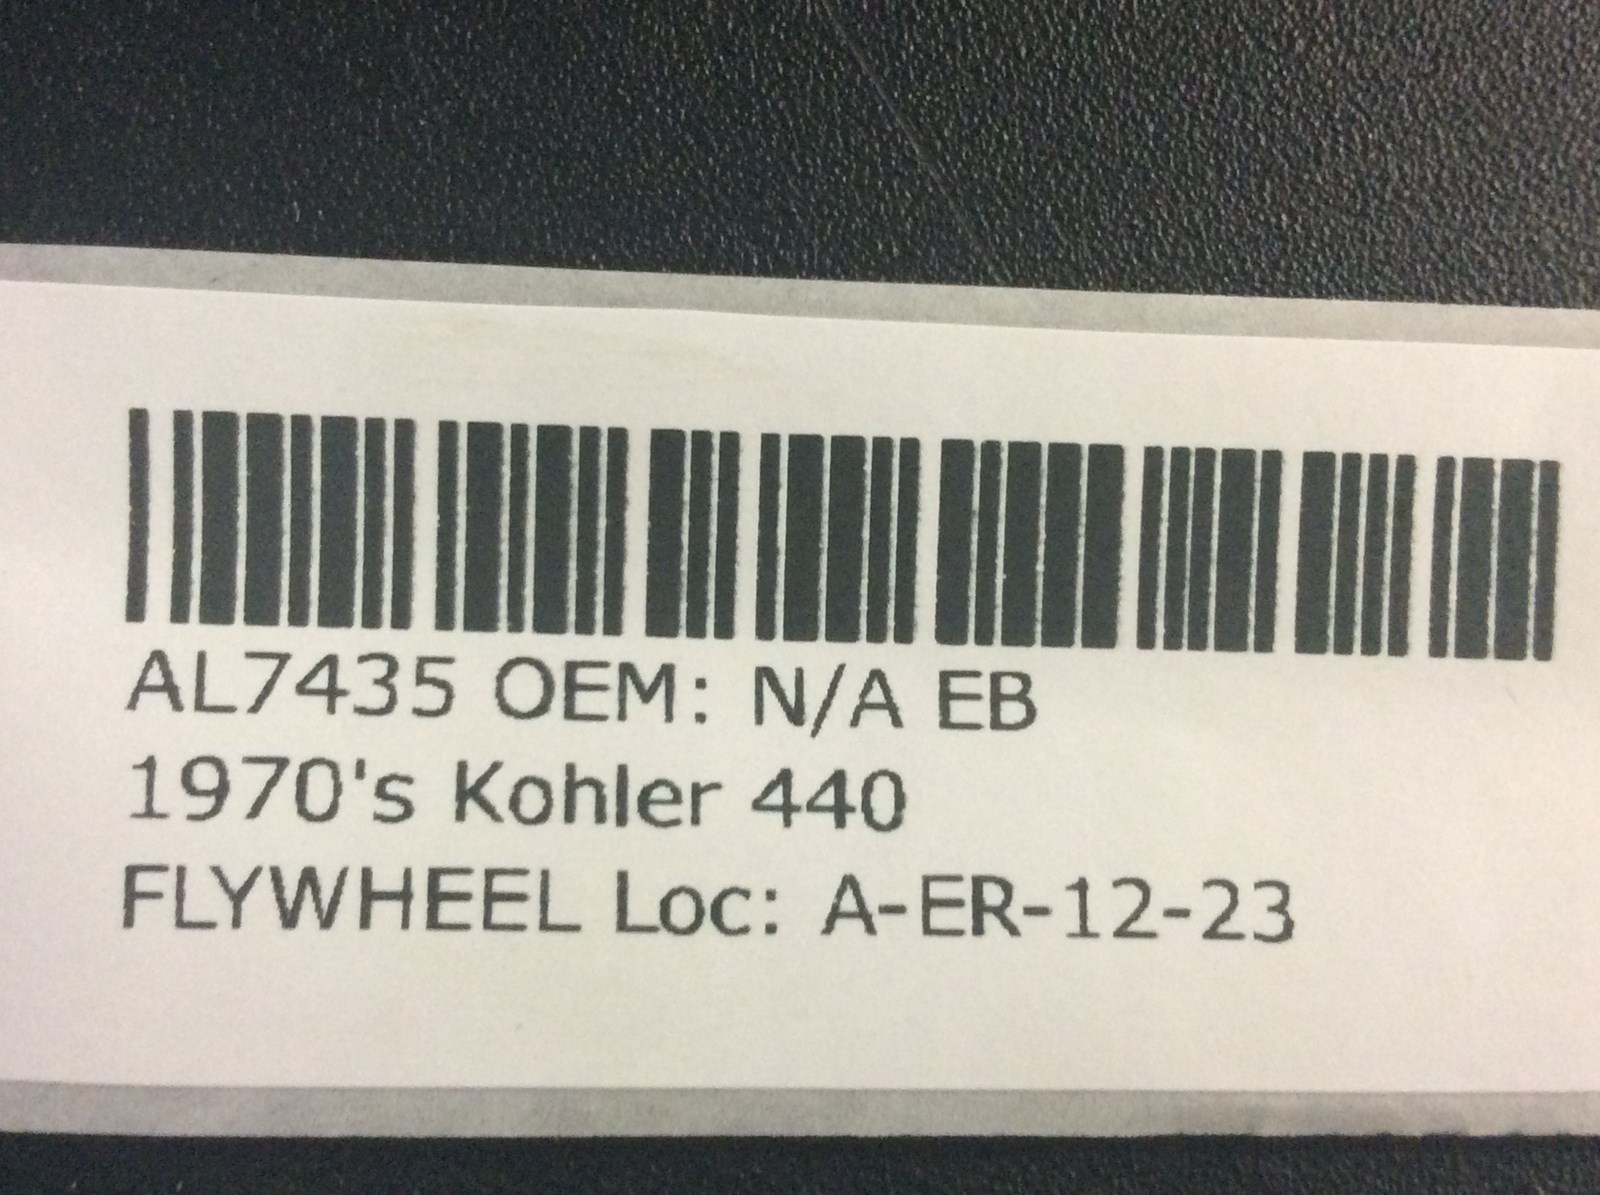 AL7435 OEM: N/A EB
1970's Kohler 440
FLYWHEEL Loc: A-ER-12-23